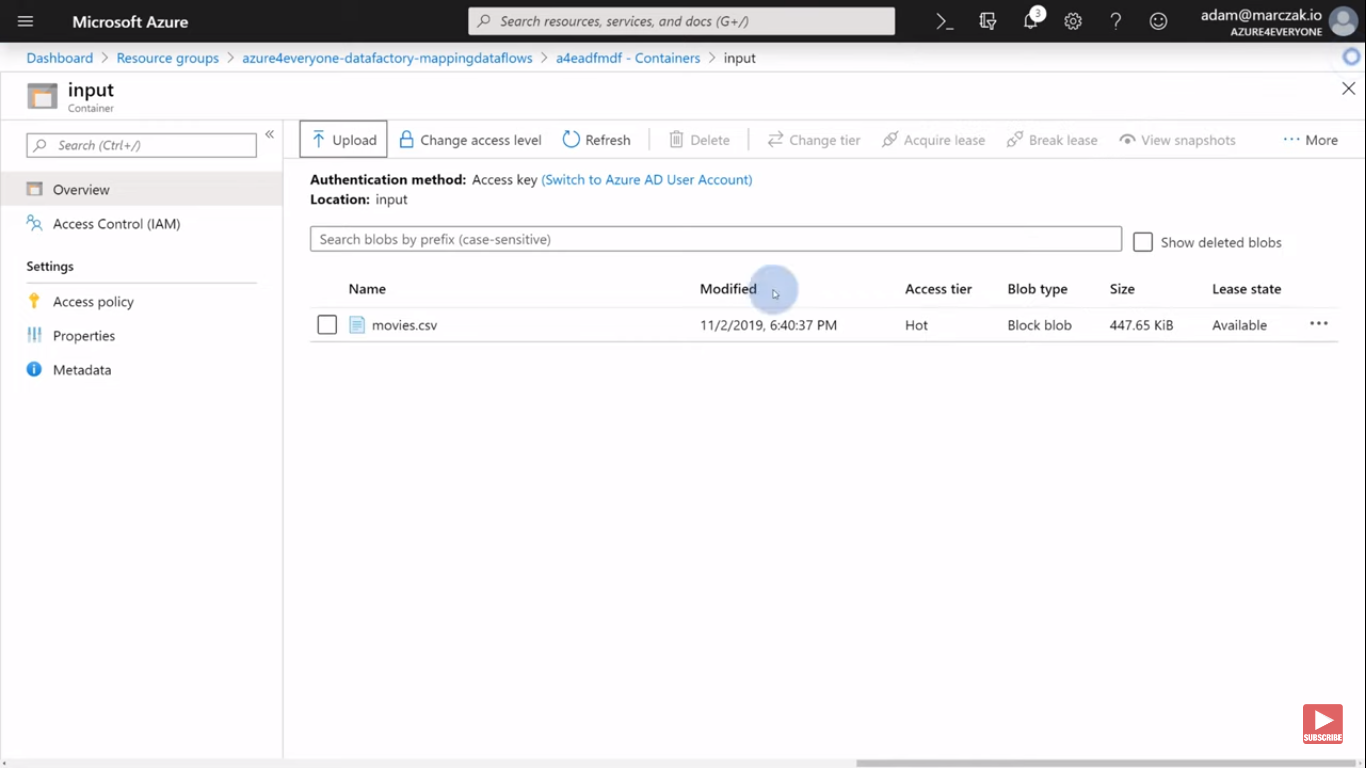 Microsoft Azure
Search resources, services, and docs (G+/)
3
adam@marczak.io
AZURE4EVERYONE
Dashboard > Resource groups > azure4everyone-datafactory-mappingdataflows > a4eadfmdf - Containers > input
input
Container
Search (Ctrl+/)
«
Upload
Change access level
Refresh
Delete
Change tier
Acquire lease
Break lease
View snapshots
··· More
Overview
Access Control (IAM)
Settings
Access policy
Properties
Metadata
Authentication method: Access key (Switch to Azure AD User Account)
Location: input
Search blobs by prefix (case-sensitive)
Show deleted blobs
Name Modified Access tier Blob type Size Lease state
movies.csv 11/2/2019, 6:40:37 PM Hot Block blob 447.65 KiB Available ···
SUBSCRIBE